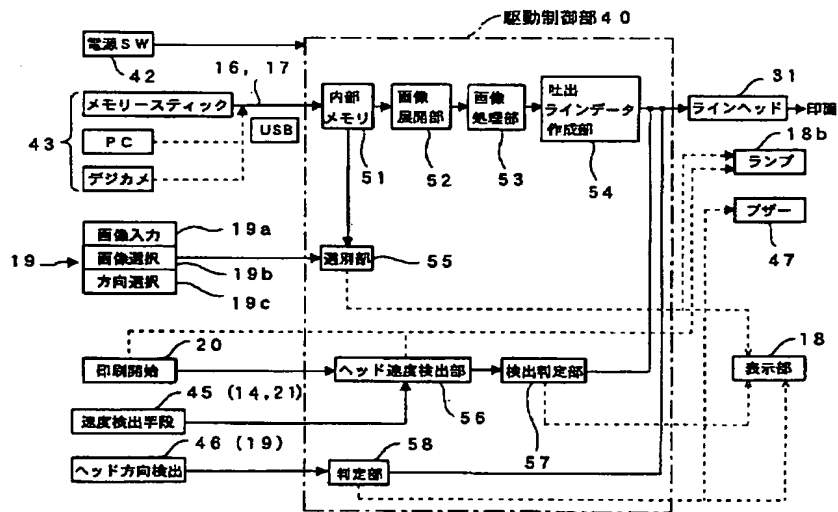 駆動制御部40
電源SW
42
16, 17
メモリースティック
USB
43
PC
デジカメ
内部
メモリ
51
画像
展開部
52
画像
処理部
53
吐出
ラインデータ
作成部
54
31
ラインヘッド
印画
18b
ランプ
ブザー
47
19
画像入力
19a
画像選択
19b
方向選択
19c
選別部
55
20
印刷開始
ヘッド速度検出部
56
検出判定部
57
18
表示部
45 (14, 21)
速度検出手段
46 (19)
ヘッド方向検出
58
判定部